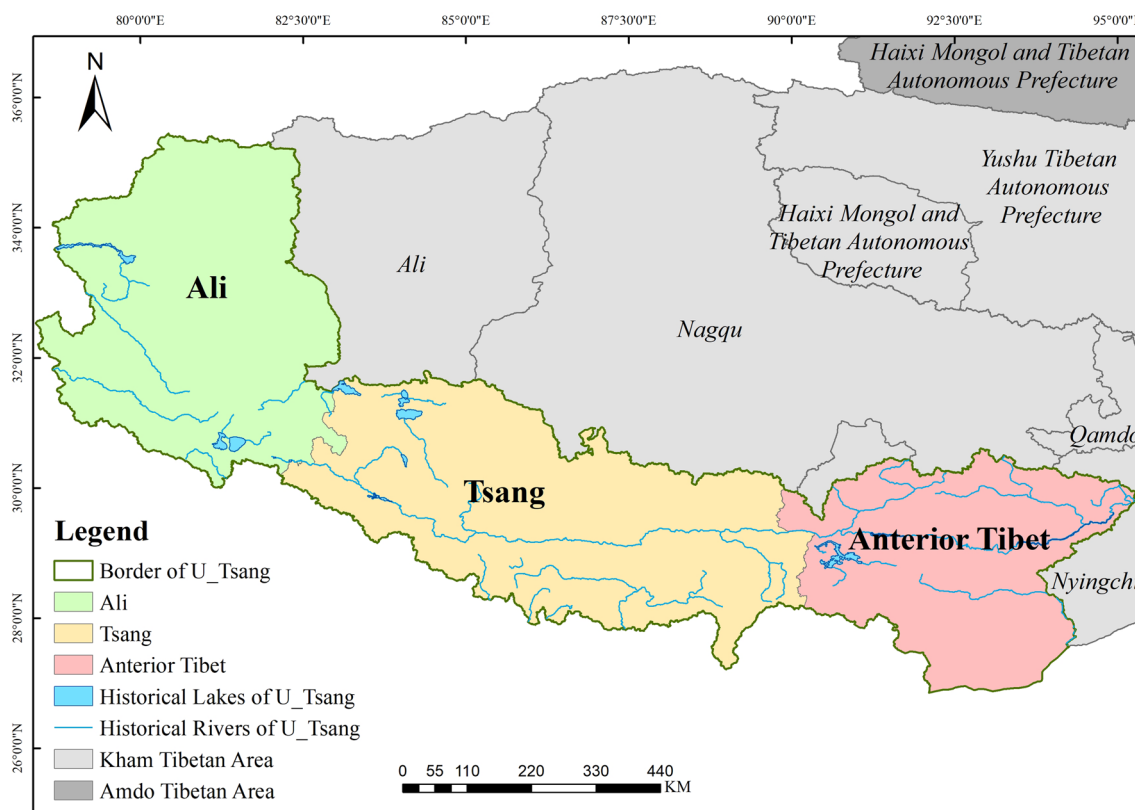 80°0'0"E
82°30'0"E
85°0'0"E
87°30'0"E
90°0'0"E
92°30'0"E
95°0'0"E
36°0'0"N
34°0'0"N
32°0'0"N
30°0'0"N
28°0'0"N
26°0'0"N
N
Haixi Mongol and Tibetan
Autonomous Prefecture
Yushu Tibetan
Autonomous
Prefecture
Haixi Mongol and
Tibetan Autonomous
Prefecture
Ali
Ali
Nagqu
Qamdo
Tsang
Anterior Tibet
Nyingchi
Legend
Border of U_Tsang
Ali
Tsang
Anterior Tibet
Historical Lakes of U_Tsang
Historical Rivers of U_Tsang
Kham Tibetan Area
Amdo Tibetan Area
0 55 110 220 330 440
KM